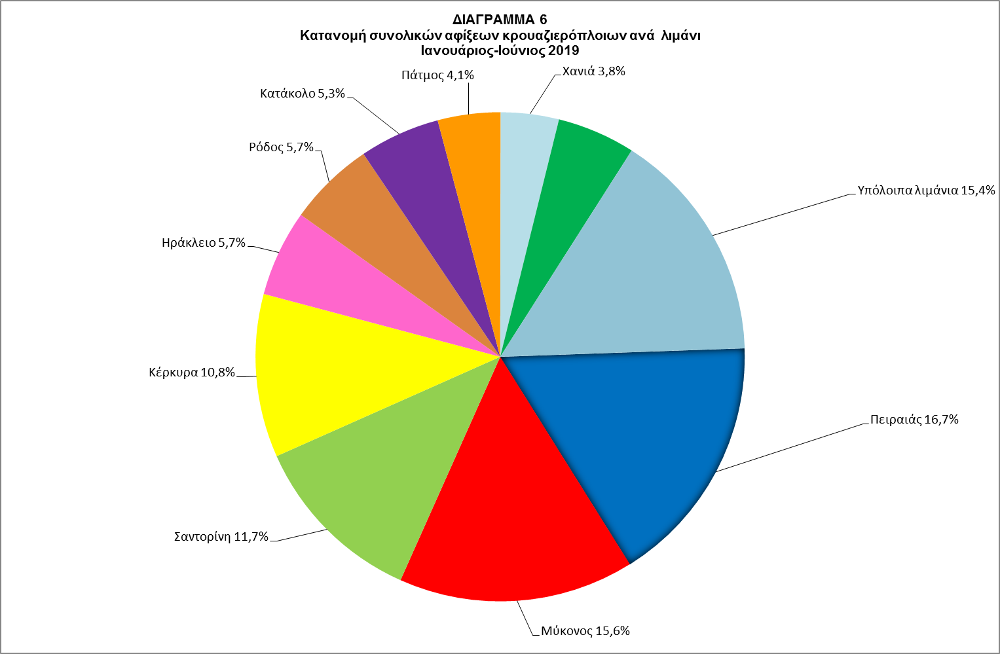 ΔΙΑΓΡΑΜΜΑ 6
Κατανομή συνολικών αφίξεων κρουαζιερόπλοιων ανά λιμάνι
Ιανουάριος-Ιούνιος 2019
Πάτμος 4,1%
Χανιά 3,8%
Κατάκολο 5,3%
Ρόδος 5,7%
Υπόλοιπα λιμάνια 15,4%
Ηράκλειο 5,7%
Κέρκυρα 10,8%
Πειραιάς 16,7%
Σαντορίνη 11,7%
Μύκονος 15,6%